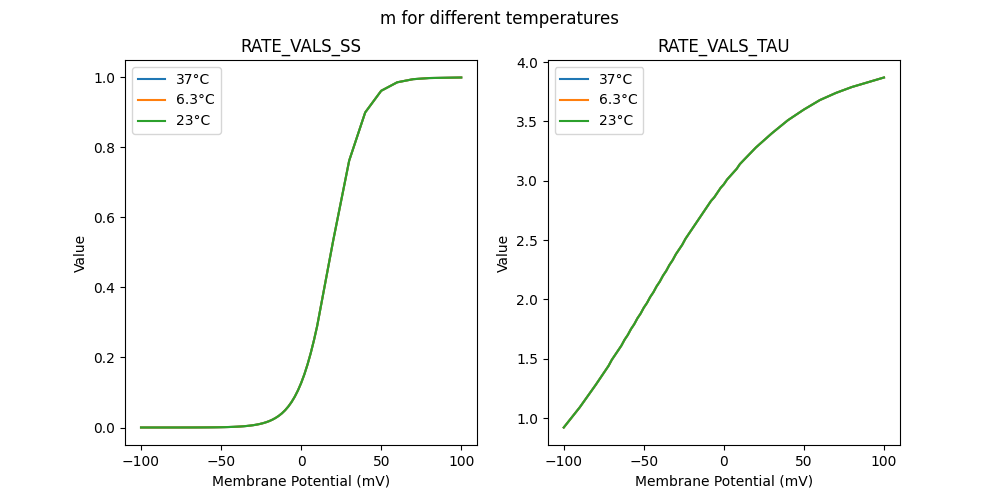 m for different temperatures
RATE_VALS_SS
RATE_VALS_TAU
37°C
6.3°C
23°C
37°C
6.3°C
23°C
1.0
0.8
0.6
0.4
0.2
0.0
Value
−100
−50
0
50
100
Membrane Potential (mV)
4.0
3.5
3.0
2.5
2.0
1.5
1.0
Value
−100
−50
0
50
100
Membrane Potential (mV)